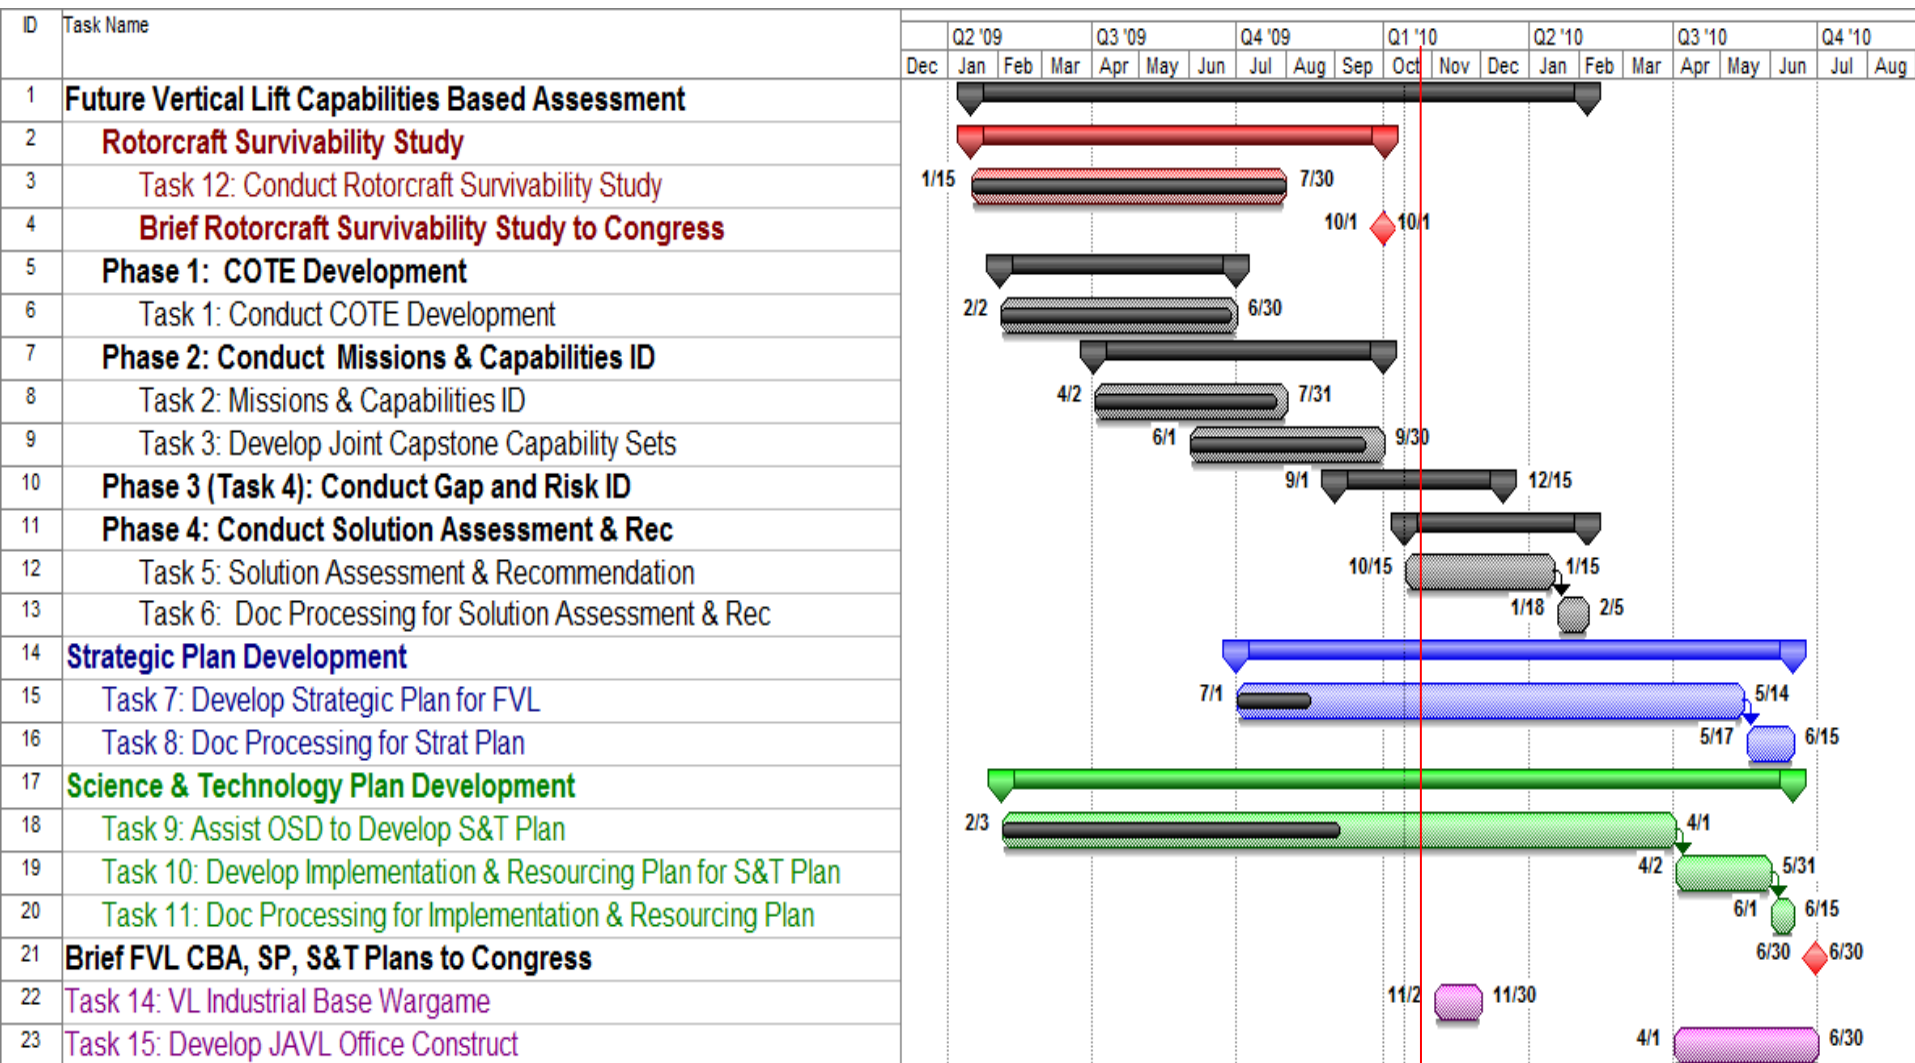 ID Task Name
Q2 '09 Q3 '09 Q4 '09 Q1 '10 Q2 '10 Q3 '10 Q4 '10
Dec Jan Feb Mar Apr May Jun Jul Aug Sep Oct Nov Dec Jan Feb Mar Apr May Jun Jul Aug
1 Future Vertical Lift Capabilities Based Assessment
2 Rotorcraft Survivability Study
3 Task 12: Conduct Rotorcraft Survivability Study 1/15 7/30
4 Brief Rotorcraft Survivability Study to Congress 10/1 10/1
5 Phase 1: COTE Development
6 Task 1: Conduct COTE Development 2/2 6/30
7 Phase 2: Conduct Missions & Capabilities ID
8 Task 2: Missions & Capabilities ID 4/2 7/31
9 Task 3: Develop Joint Capstone Capability Sets 6/1 9/30
10 Phase 3 (Task 4): Conduct Gap and Risk ID 9/1 12/15
11 Phase 4: Conduct Solution Assessment & Rec
12 Task 5: Solution Assessment & Recommendation 10/15 1/15
13 Task 6: Doc Processing for Solution Assessment & Rec 1/18 2/5
14 Strategic Plan Development
15 Task 7: Develop Strategic Plan for FVL 7/1 5/14
16 Task 8: Doc Processing for Strat Plan 5/17 6/15
17 Science & Technology Plan Development
18 Task 9: Assist OSD to Develop S&T Plan 2/3 4/1
19 Task 10: Develop Implementation & Resourcing Plan for S&T Plan 4/2 5/31
20 Task 11: Doc Processing for Implementation & Resourcing Plan 6/1 6/15
21 Brief FVL CBA, SP, S&T Plans to Congress 6/30 6/30
22 Task 14: VL Industrial Base Wargame 11/2 11/30
23 Task 15: Develop JAVL Office Construct 4/1 6/30